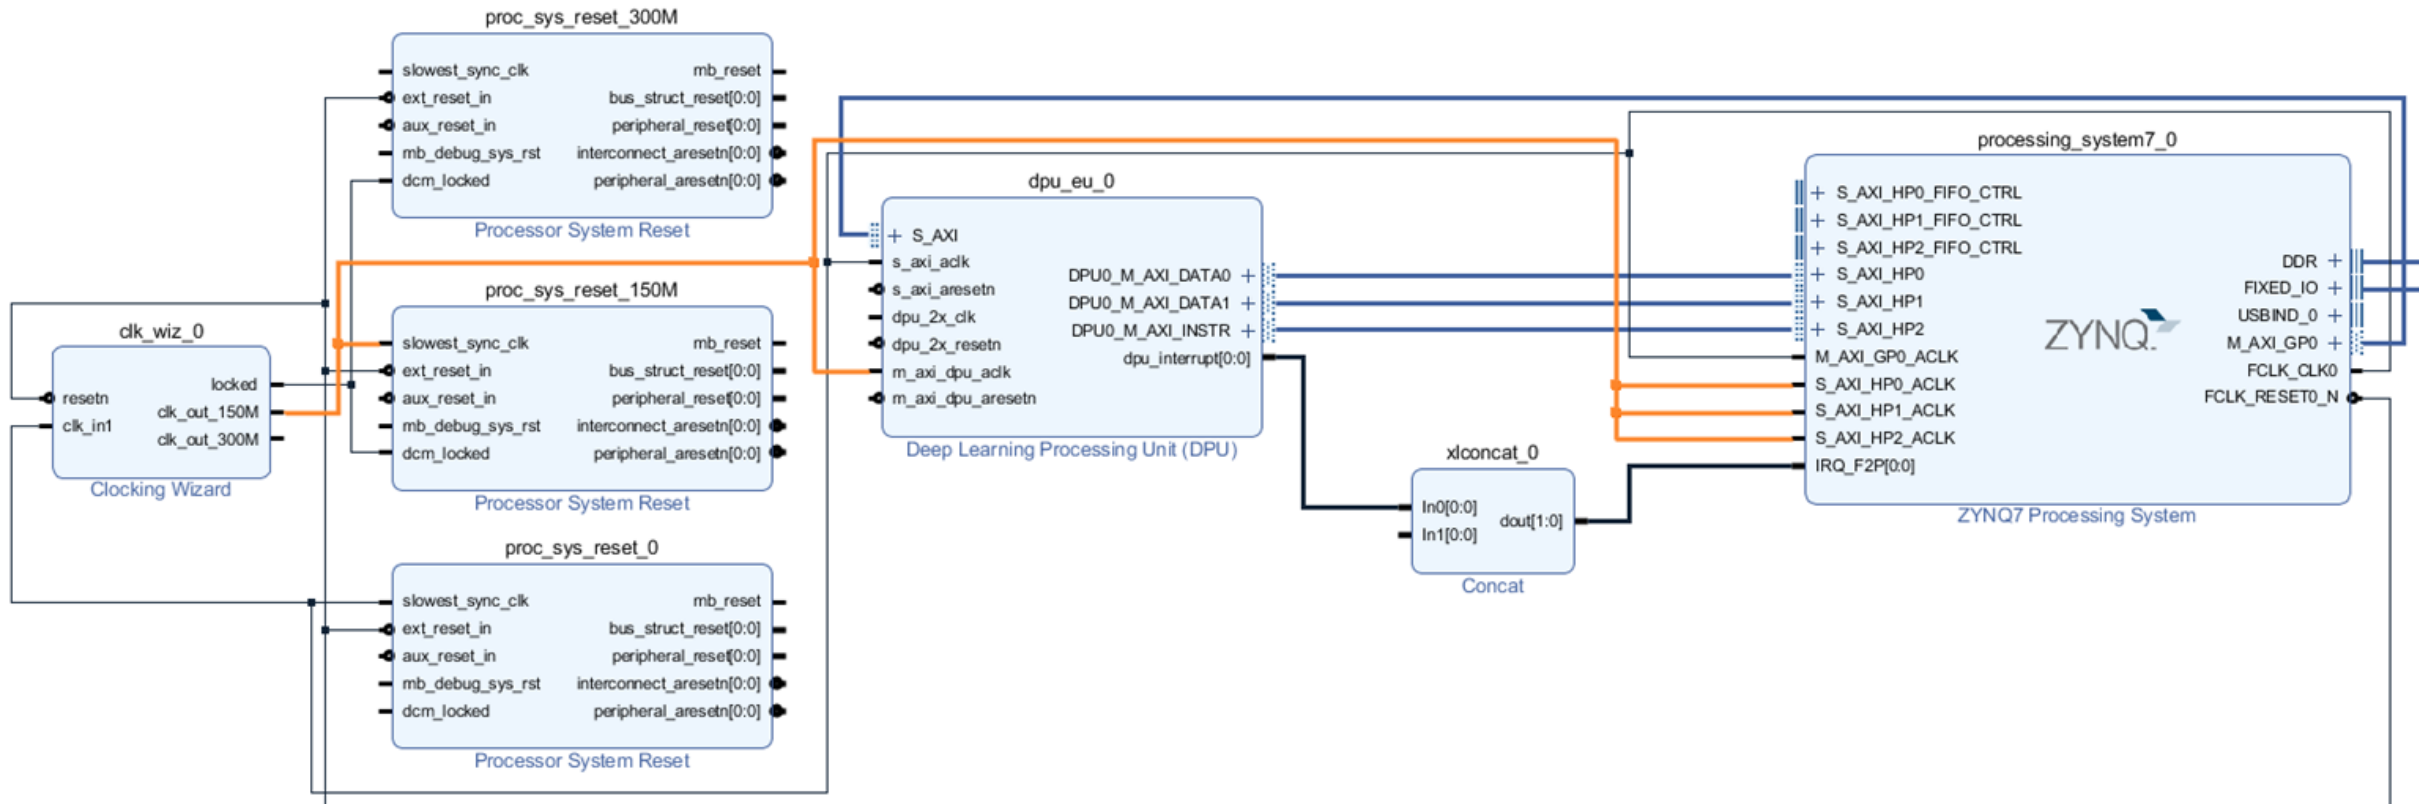 proc_sys_reset_300M
slowest_sync_clk
ext_reset_in
aux_reset_in
mb_debug_sys_rst
dcm_locked
mb_reset
bus_struct_reset[0:0]
peripheral_reset[0:0]
interconnect_aresetn[0:0]
peripheral_aresetn[0:0]
Processor System Reset
clk_wiz_0
resetn
clk_in1
locked
clk_out_150M
clk_out_300M
Clocking Wizard
proc_sys_reset_150M
slowest_sync_clk
ext_reset_in
aux_reset_in
mb_debug_sys_rst
dcm_locked
mb_reset
bus_struct_reset[0:0]
peripheral_reset[0:0]
interconnect_aresetn[0:0]
peripheral_aresetn[0:0]
Processor System Reset
proc_sys_reset_0
slowest_sync_clk
ext_reset_in
aux_reset_in
mb_debug_sys_rst
dcm_locked
mb_reset
bus_struct_reset[0:0]
peripheral_reset[0:0]
interconnect_aresetn[0:0]
peripheral_aresetn[0:0]
Processor System Reset
dpu_eu_0
S_AXI
s_axi_aclk
s_axi_aresetn
dpu_2x_clk
dpu_2x_resetn
m_axi_dpu_aclk
m_axi_dpu_aresetn
DPU0_M_AXI_DATA0
DPU0_M_AXI_DATA1
DPU0_M_AXI_INSTR
dpu_interrupt[0:0]
Deep Learning Processing Unit (DPU)
xlconcat_0
In0[0:0]
In1[0:0]
dout[1:0]
Concat
processing_system7_0
S_AXI_HP0_FIFO_CTRL
S_AXI_HP1_FIFO_CTRL
S_AXI_HP2_FIFO_CTRL
S_AXI_HP0
S_AXI_HP1
S_AXI_HP2
M_AXI_GP0_ACLK
S_AXI_HP0_ACLK
S_AXI_HP1_ACLK
S_AXI_HP2_ACLK
IRQ_F2P[0:0]
ZYNQ
DDR
FIXED_IO
USBIND_0
M_AXI_GP0
FCLK_CLK0
FCLK_RESET0_N
ZYNQ7 Processing System